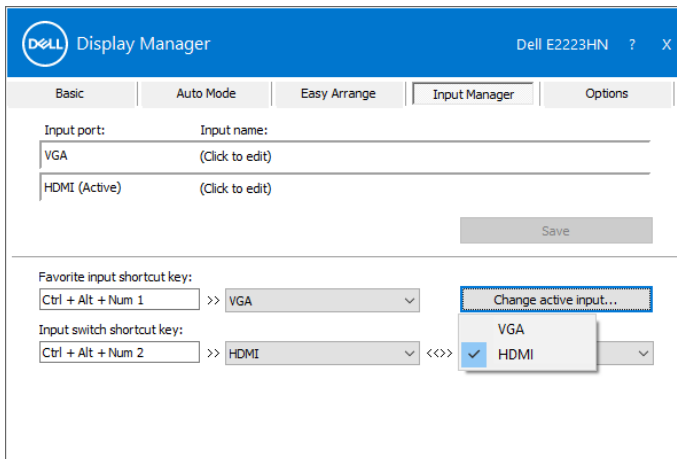 DELL Display Manager Dell E2223HN ? X
Basic Auto Mode Easy Arrange Input Manager Options
Input port: Input name:
VGA (Click to edit)
HDMI (Active) (Click to edit)
Save
Favorite input shortcut key:
Ctrl + Alt + Num 1 >> VGA Change active input...
Input switch shortcut key:
VGA
Ctrl + Alt + Num 2 >> HDMI <<>> HDMI